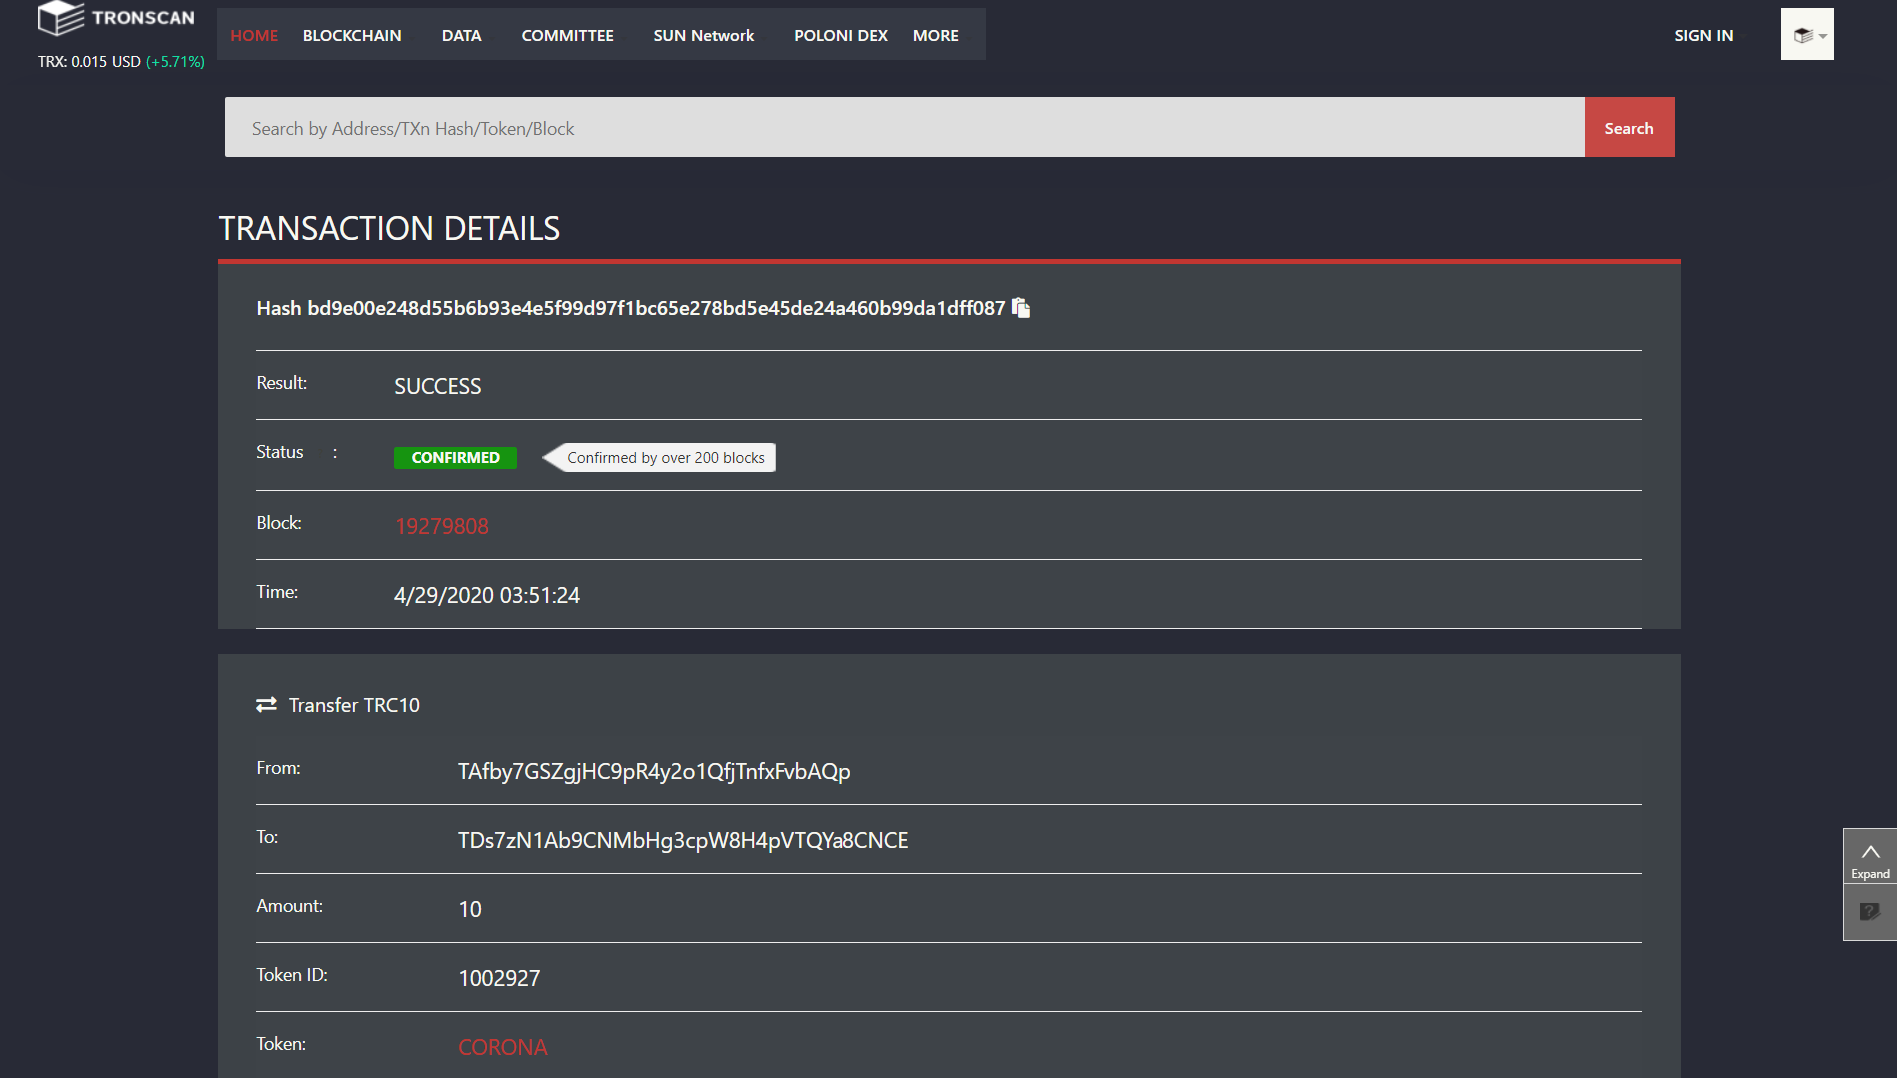 TRONSCAN
TRX: 0.015 USD (+5.71%)
HOME BLOCKCHAIN DATA COMMITTEE SUN Network POLONI DEX MORE SIGN IN
Search by Address/TXn Hash/Token/Block Search
TRANSACTION DETAILS
Hash bd9e00e248d55b6b93e4e5f99d97f1bc65e278bd5e45de24a460b99da1dff087
Result: SUCCESS
Status : CONFIRMED Confirmed by over 200 blocks
Block: 19279808
Time: 4/29/2020 03:51:24
Transfer TRC10
From: TAfby7GSZgjHC9pR4y2o1QfjTnfxFvbAQp
To: TDs7zN1Ab9CNMbHg3cpW8H4pVTQYa8CNCE
Expand
Amount: 10
Token ID: 1002927
Token: CORONA